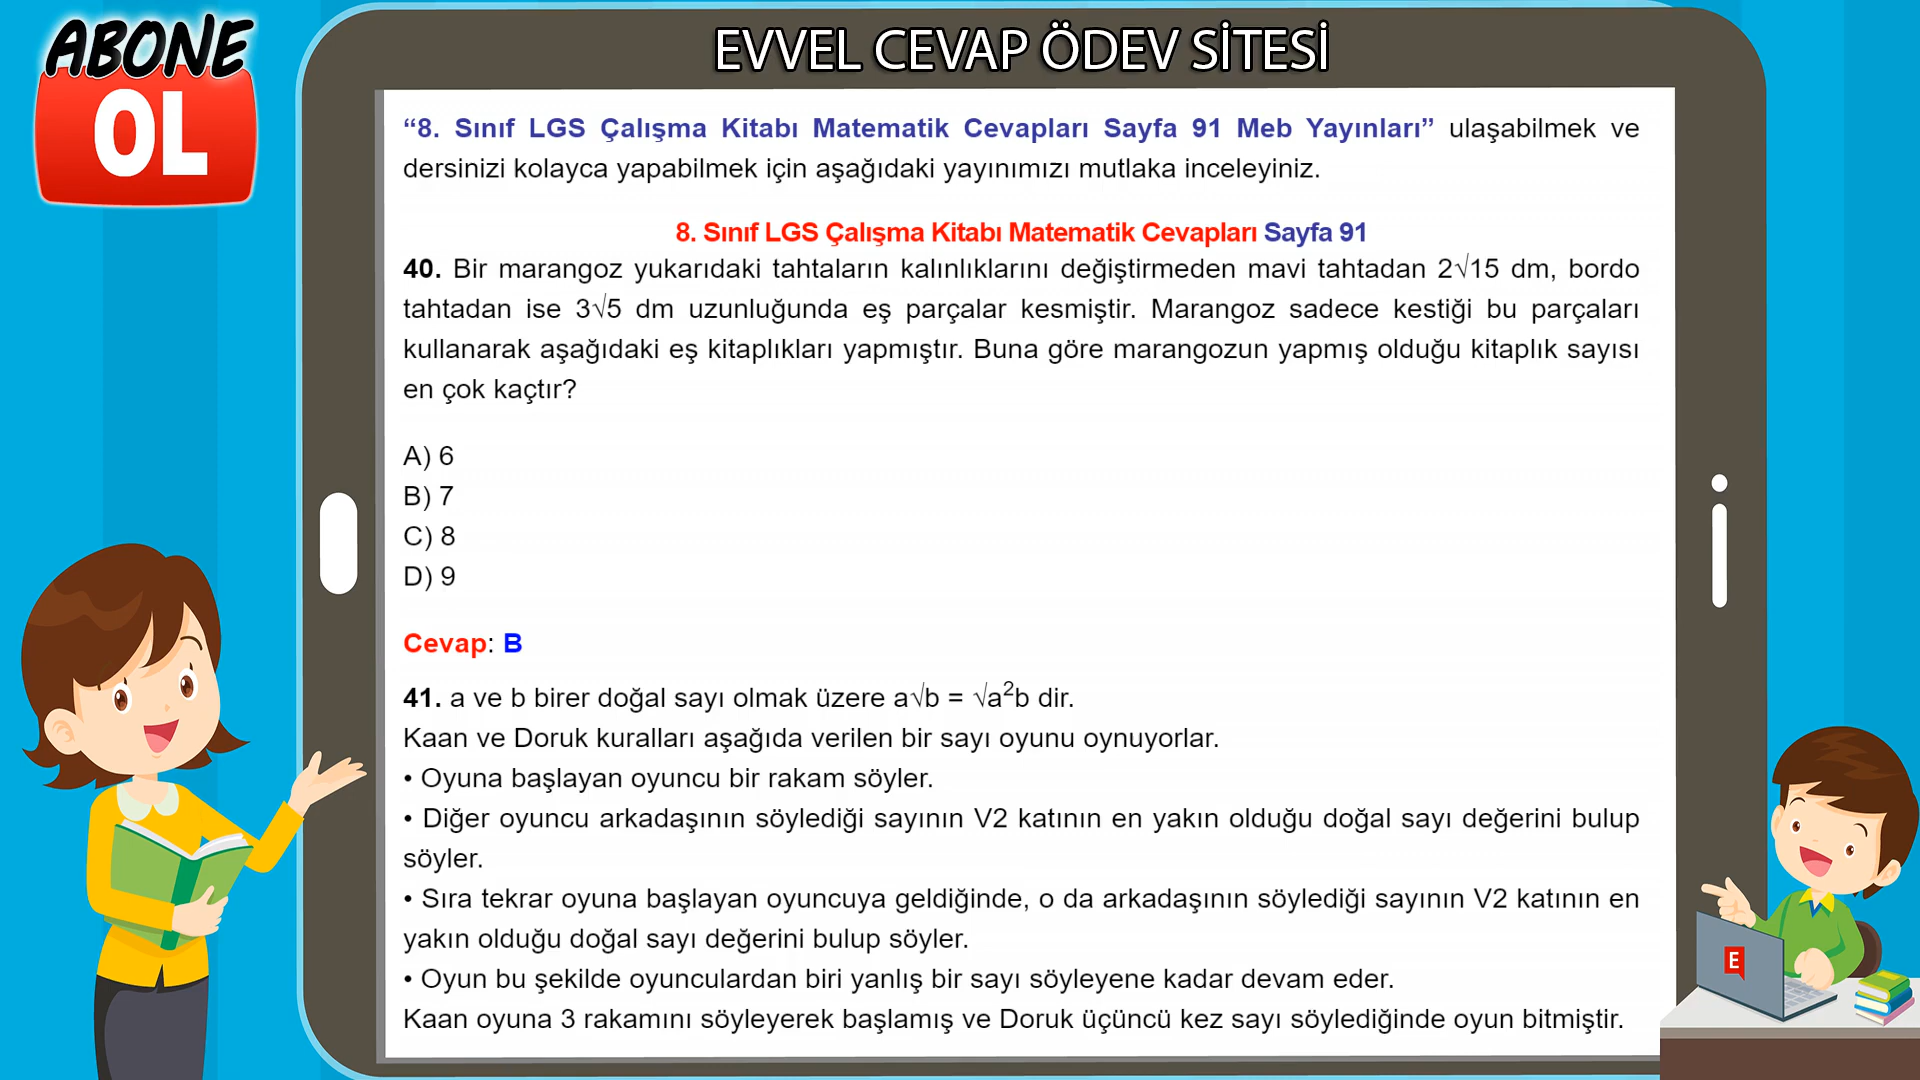 ABONE
OL
EVVEL CEVAP ÖDEV SİTESİ
“8. Sınıf LGS Çalışma Kitabı Matematik Cevapları Sayfa 91 Meb Yayınları” ulaşabilmek ve
dersinizi kolayca yapabilmek için aşağıdaki yayınımızı mutlaka inceleyiniz.
8. Sınıf LGS Çalışma Kitabı Matematik Cevapları Sayfa 91
40. Bir marangoz yukarıdaki tahtaların kalınlıklarını değiştirmeden mavi tahtadan 2√15 dm, bordo
tahtadan ise 3√5 dm uzunluğunda eş parçalar kesmiştir. Marangoz sadece kestiği bu parçaları
kullanarak aşağıdaki eş kitaplıkları yapmıştır. Buna göre marangozun yapmış olduğu kitaplık sayısı
en çok kaçtır?
A) 6
B) 7
C) 8
D) 9
Cevap: B
41. a ve b birer doğal sayı olmak üzere a√b = √a²b dir.
Kaan ve Doruk kuralları aşağıda verilen bir sayı oyunu oynuyorlar.
• Oyuna başlayan oyuncu bir rakam söyler.
• Diğer oyuncu arkadaşının söylediği sayının V2 katının en yakın olduğu doğal sayı değerini bulup
söyler.
• Sıra tekrar oyuna başlayan oyuncuya geldiğinde, o da arkadaşının söylediği sayının V2 katının en
yakın olduğu doğal sayı değerini bulup söyler.
• Oyun bu şekilde oyunculardan biri yanlış bir sayı söyleyene kadar devam eder.
Kaan oyuna 3 rakamını söyleyerek başlamış ve Doruk üçüncü kez sayı söylediğinde oyun bitmiştir.
E